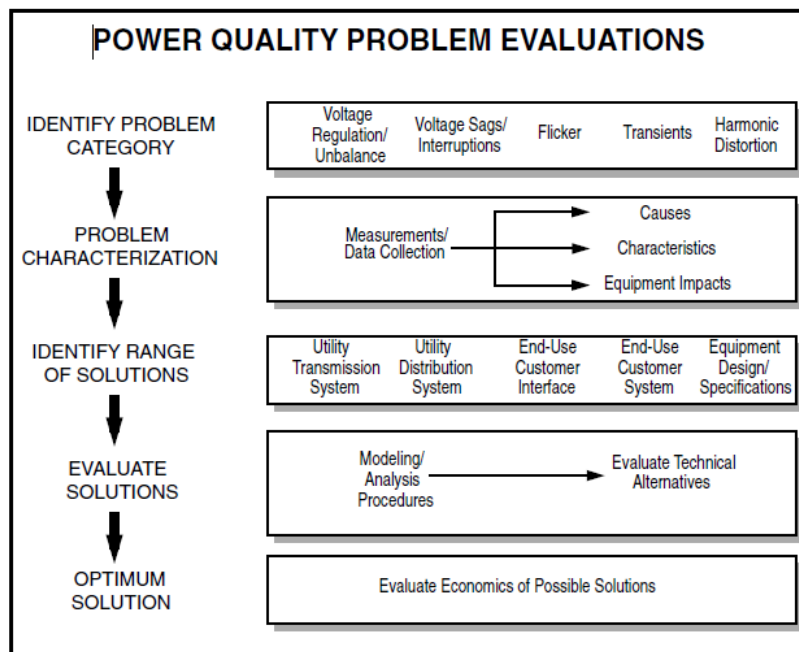 POWER QUALITY PROBLEM EVALUATIONS
IDENTIFY PROBLEM
CATEGORY
Voltage
Regulation/
Unbalance
Voltage Sags/
Interruptions
Flicker
Transients
Harmonic
Distortion
PROBLEM
CHARACTERIZATION
Measurements/
Data Collection
Causes
Characteristics
Equipment Impacts
IDENTIFY RANGE
OF SOLUTIONS
Utility
Transmission
System
Utility
Distribution
System
End-Use
Customer
Interface
End-Use
Customer
System
Equipment
Design/
Specifications
EVALUATE
SOLUTIONS
Modeling/
Analysis
Procedures
Evaluate Technical
Alternatives
OPTIMUM
SOLUTION
Evaluate Economics of Possible Solutions